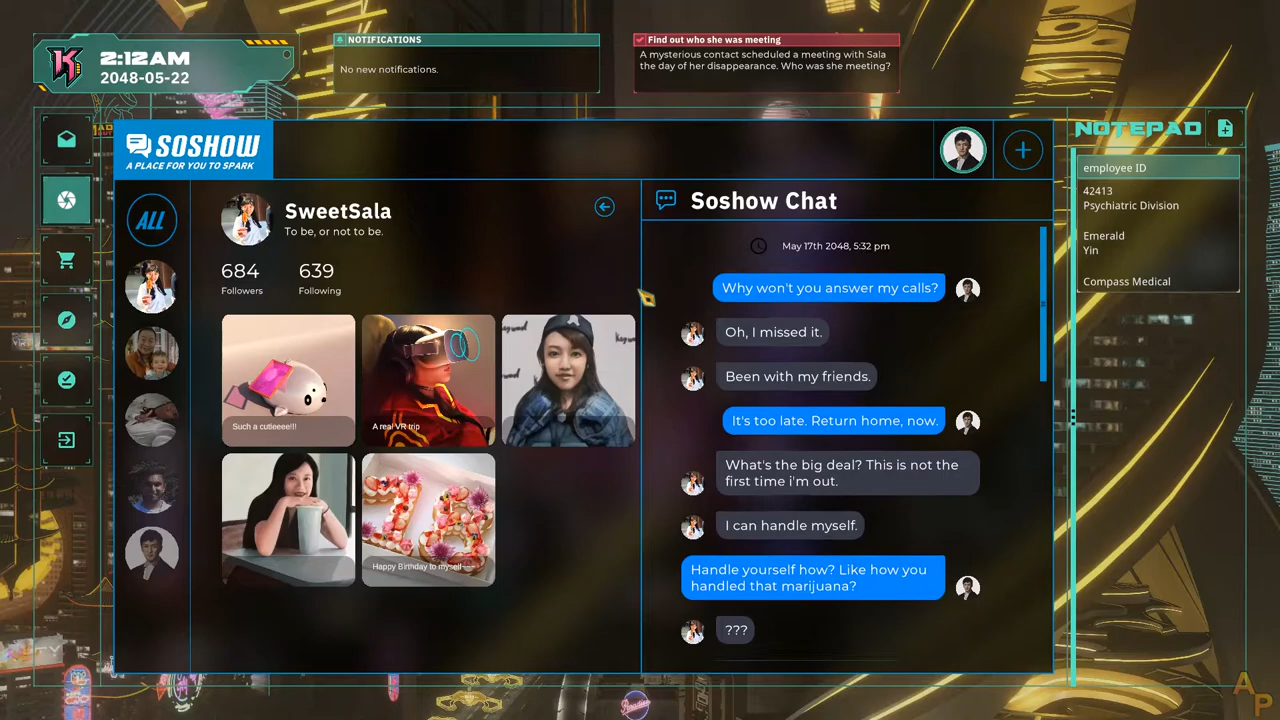 2:12AM
2048-05-22
NOTIFICATIONS
No new notifications.
Find out who she was meeting
A mysterious contact scheduled a meeting with Sala
the day of her disappearance. Who was she meeting?
SOSHOW
A PLACE FOR YOU TO SPARK
ALL
SweetSala
To be, or not to be.
684
Followers
639
Following
Such a cutieeee!!!
A real VR trip
Happy Birthday to myself
Soshow Chat
May 17th 2048, 5:32 pm
Why won't you answer my calls?
Oh, I missed it.
Been with my friends.
It's too late. Return home, now.
What's the big deal? This is not the
first time i'm out.
I can handle myself.
Handle yourself how? Like how you
handled that marijuana?
???
NOTEPAD
employee ID
42413
Psychiatric Division
Emerald
Yin
Compass Medical
Paradise
A
P